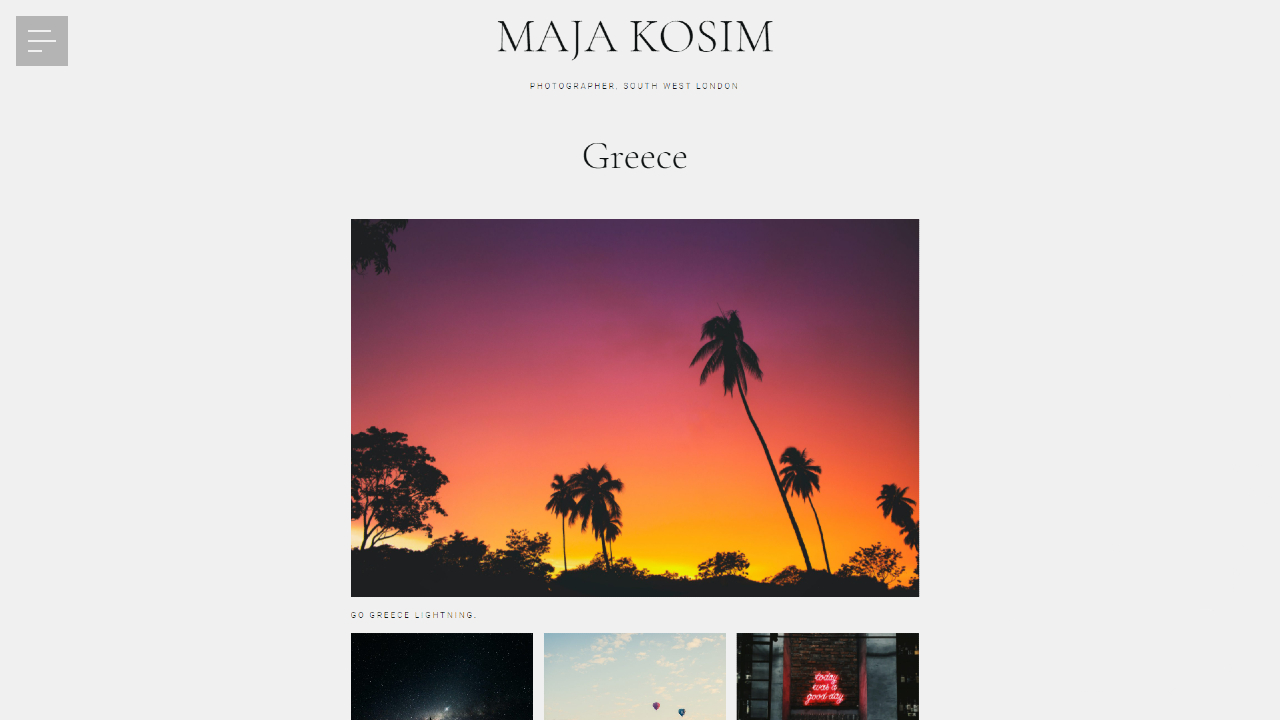 MAJA KOSIM
PHOTOGRAPHER. SOUTH WEST LONDON
Greece
GO GREECE LIGHTNING.
today
was a
good day